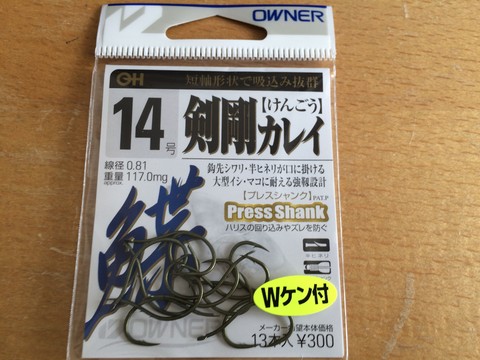 OWNER
OH
短軸形状で吸込み抜群
14号
剣剛【けんごう】カレイ
線径 0.81
重量 117.0mg
approx.
鈎先シワリ・半ヒネリが口に掛ける
大型イシ・マコに耐える強靱設計
【プレスシャンク】PAT.P
Press Shank
ハリスの回り込みやズレを防ぐ
鰈
Wケン付
OWNER
メーカー希望本体価格
13本入 ¥300